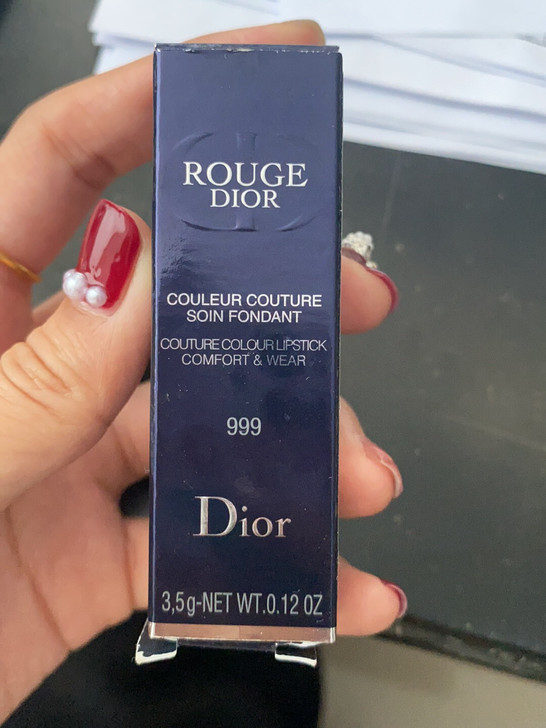 ROUGE
DIOR
COULEUR COUTURE
SOIN FONDANT
COUTURE COLOUR LIPSTICK
COMFORT & WEAR
999
Dior
3,5g-NET WT.0.12 OZ